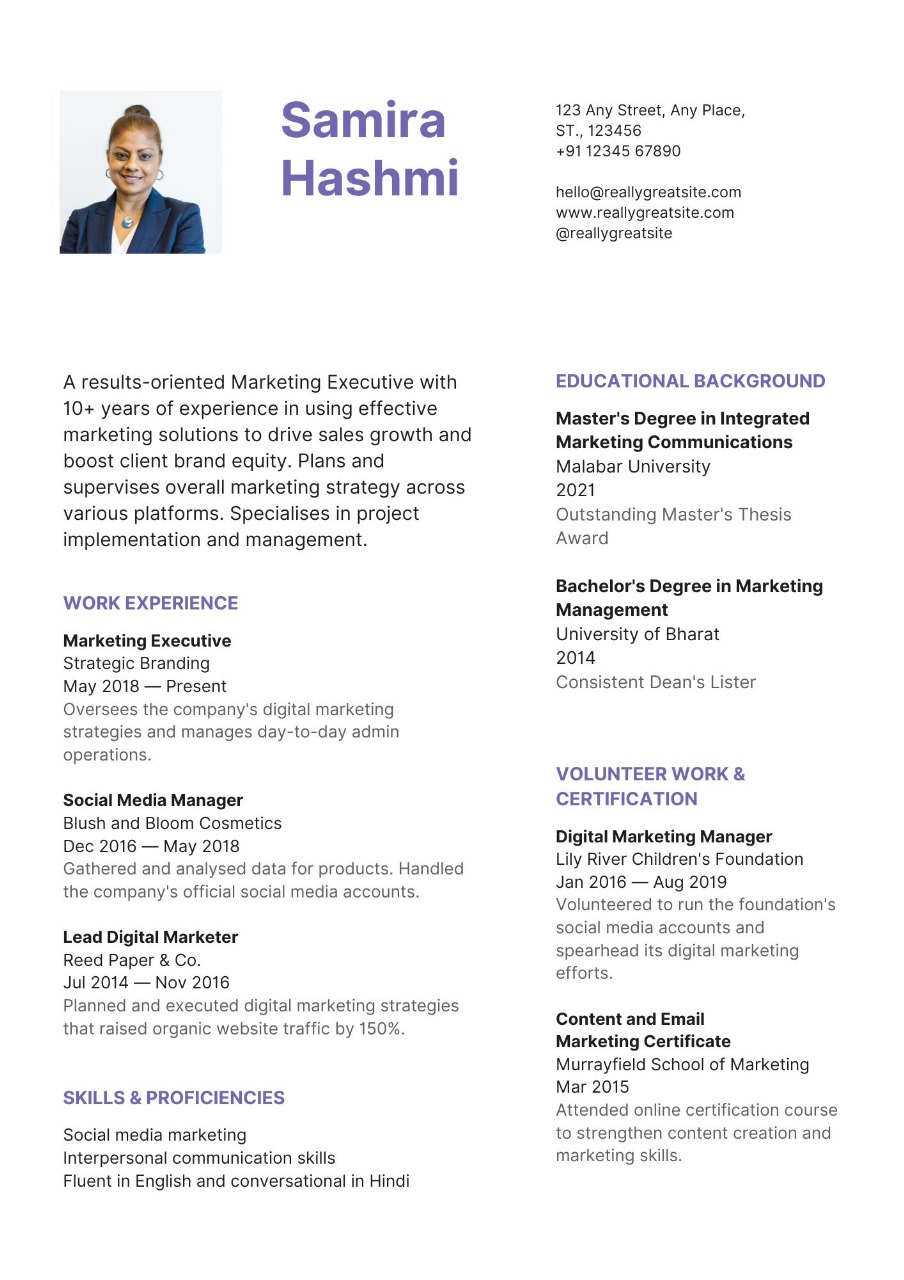 Samira
Hashmi
123 Any Street, Any Place,
ST., 123456
+91 12345 67890
hello@reallygreatsite.com
www.reallygreatsite.com
@reallygreatsite
A results-oriented Marketing Executive with
10+ years of experience in using effective
marketing solutions to drive sales growth and
boost client brand equity. Plans and
supervises overall marketing strategy across
various platforms. Specialises in project
implementation and management.
WORK EXPERIENCE
Marketing Executive
Strategic Branding
May 2018 — Present
Oversees the company's digital marketing
strategies and manages day-to-day admin
operations.
Social Media Manager
Blush and Bloom Cosmetics
Dec 2016 — May 2018
Gathered and analysed data for products. Handled
the company's official social media accounts.
Lead Digital Marketer
Reed Paper & Co.
Jul 2014 — Nov 2016
Planned and executed digital marketing strategies
that raised organic website traffic by 150%.
SKILLS & PROFICIENCIES
Social media marketing
Interpersonal communication skills
Fluent in English and conversational in Hindi
EDUCATIONAL BACKGROUND
Master's Degree in Integrated
Marketing Communications
Malabar University
2021
Outstanding Master's Thesis
Award
Bachelor's Degree in Marketing
Management
University of Bharat
2014
Consistent Dean's Lister
VOLUNTEER WORK &
CERTIFICATION
Digital Marketing Manager
Lily River Children's Foundation
Jan 2016 — Aug 2019
Volunteered to run the foundation's
social media accounts and
spearhead its digital marketing
efforts.
Content and Email
Marketing Certificate
Murrayfield School of Marketing
Mar 2015
Attended online certification course
to strengthen content creation and
marketing skills.